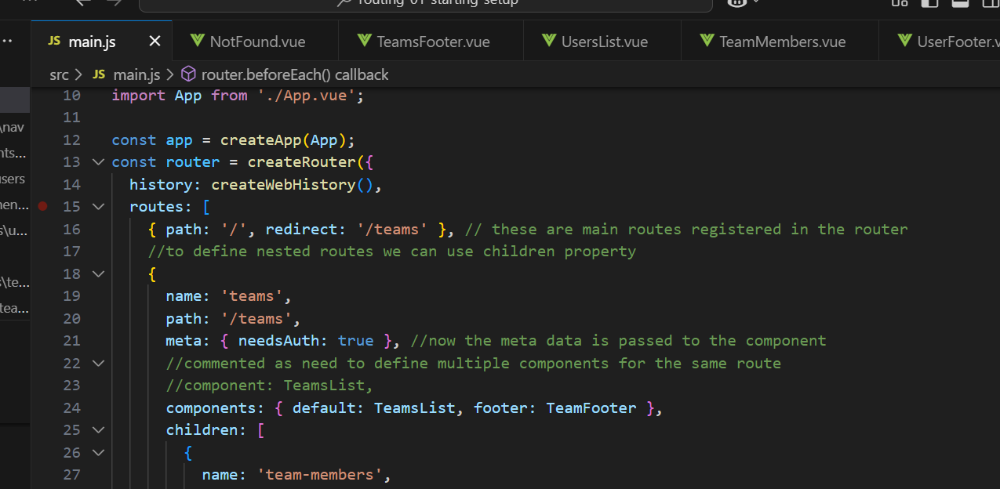 routing-01-starting-setup
JS main.js
NotFound.vue
TeamsFooter.vue
UsersList.vue
TeamMembers.vue
UserFooter.v
src > JS main.js > router.beforeEach() callback
\nav
nts...
users
nen...
s\u...
s\te...
tea...
10 import App from './App.vue';
11
12 const app = createApp(App);
13 const router = createRouter({
14 history: createWebHistory(),
15 routes: [
16 { path: '/', redirect: '/teams' }, // these are main routes registered in the router
17 //to define nested routes we can use children property
18 {
19 name: 'teams',
20 path: '/teams',
21 meta: { needsAuth: true }, //now the meta data is passed to the component
22 //commented as need to define multiple components for the same route
23 //component: TeamsList,
24 components: { default: TeamsList, footer: TeamFooter },
25 children: [
26 {
27 name: 'team-members',